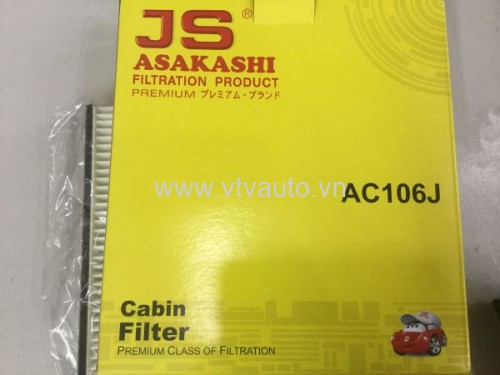 JS ®
ASAKASHI
FILTRATION PRODUCT
PREMIUM プレミアム・ブランド
www.vtvauto.vn
AC106J
Cabin
Filter
PREMIUM CLASS OF FILTRATION